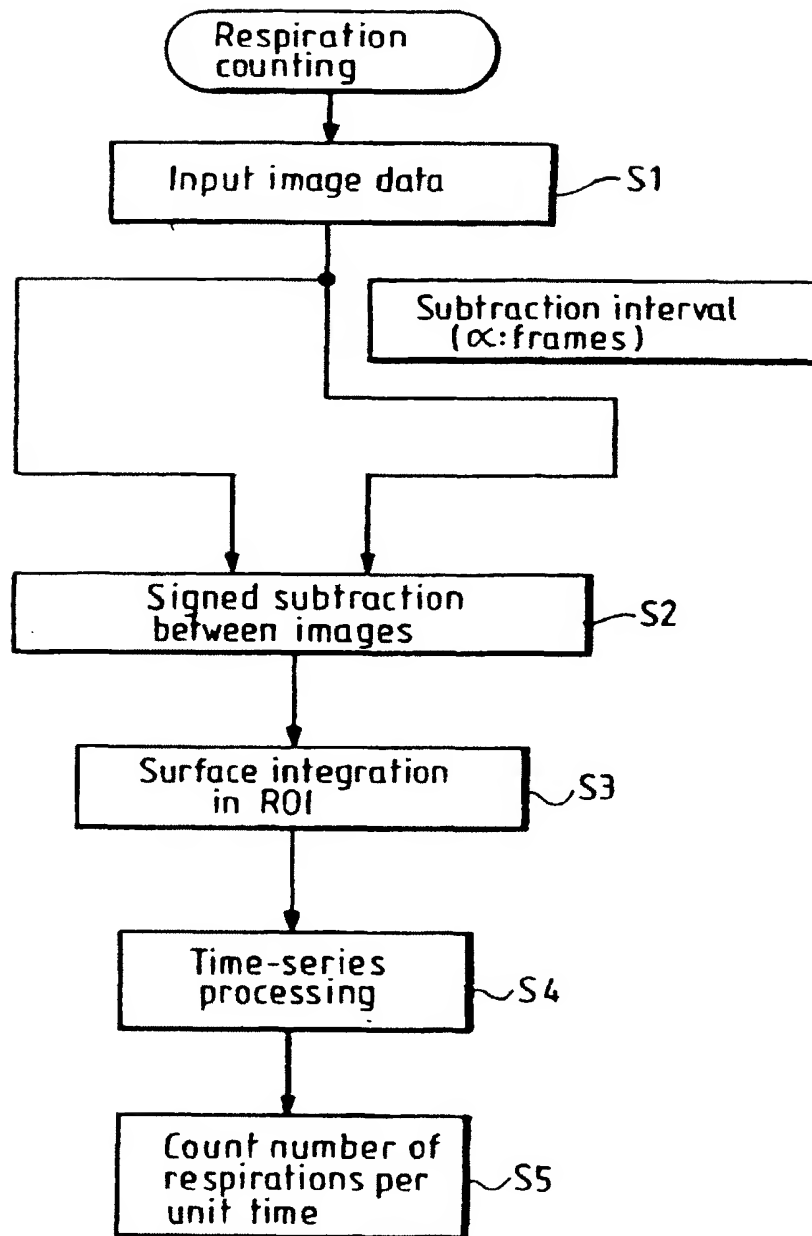 Respiration
counting
Input image data
S1
Subtraction interval
(α:frames)
Signed subtraction
between images
S2
Surface integration
in ROI
S3
Time-series
processing
S4
Count number of
respirations per
unit time
S5